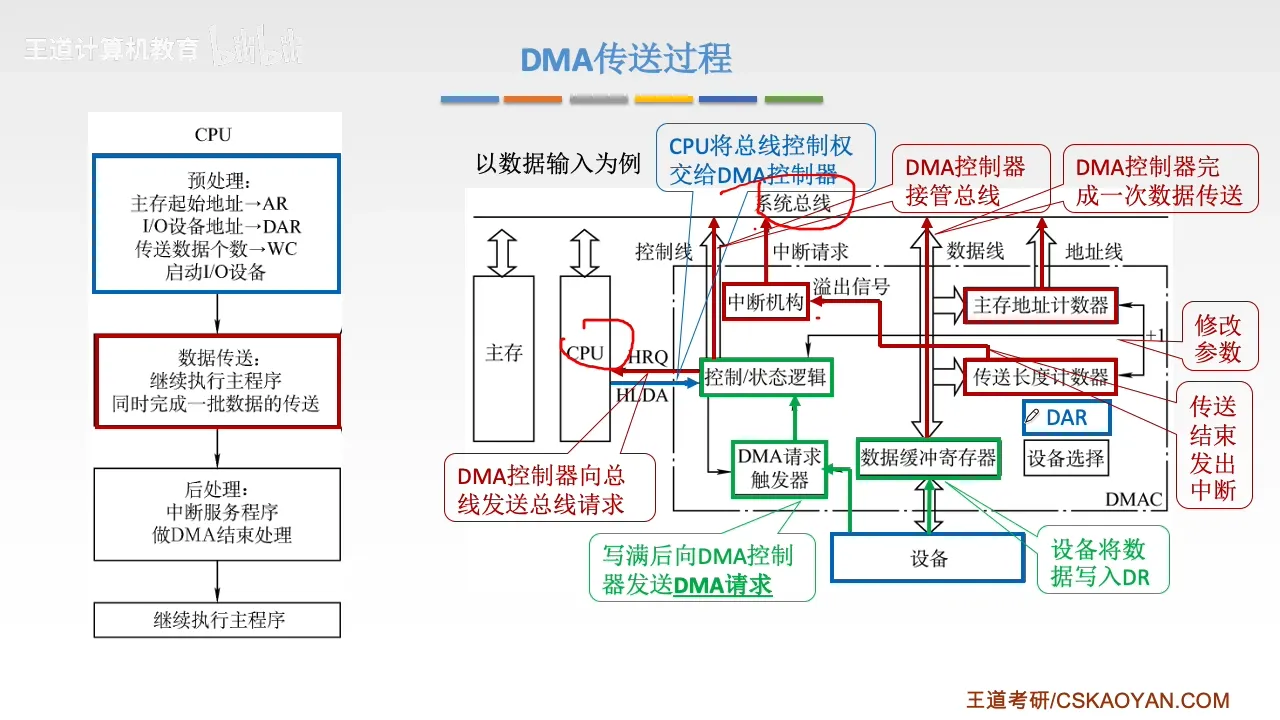 王道计算机教育 bilibili
DMA传送过程
CPU
预处理：
主存起始地址→AR
I/O设备地址→DAR
传送数据个数→WC
启动I/O设备
数据传送：
继续执行主程序
同时完成一批数据的传送
后处理：
中断服务程序
做DMA结束处理
继续执行主程序
以数据输入为例
CPU将总线控制权
交给DMA控制器
DMA控制器
接管总线
DMA控制器完
成一次数据传送
系统总线
控制线
中断请求
数据线
地址线
中断机构
溢出信号
主存地址计数器
+1
修改
参数
主存
CPU
HRQ
HLDA
控制/状态逻辑
传送长度计数器
DAR
传送
结束
发出
中断
DMA控制器向总
线发送总线请求
DMA请求
触发器
数据缓冲寄存器
设备选择
DMAC
写满后向DMA控制
器发送DMA请求
设备
设备将数
据写入DR
王道考研/CSKAOYAN.COM